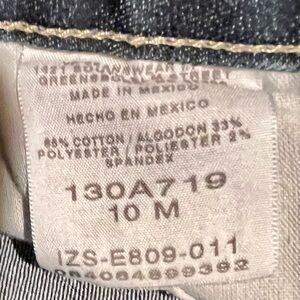 MADE IN MEXICO
HECHO EN MEXICO
65% COTTON / ALGODON 33%
POLYESTER / POLIESTER 2%
SPANDEX
130A719
10 M
IZS-E809-011